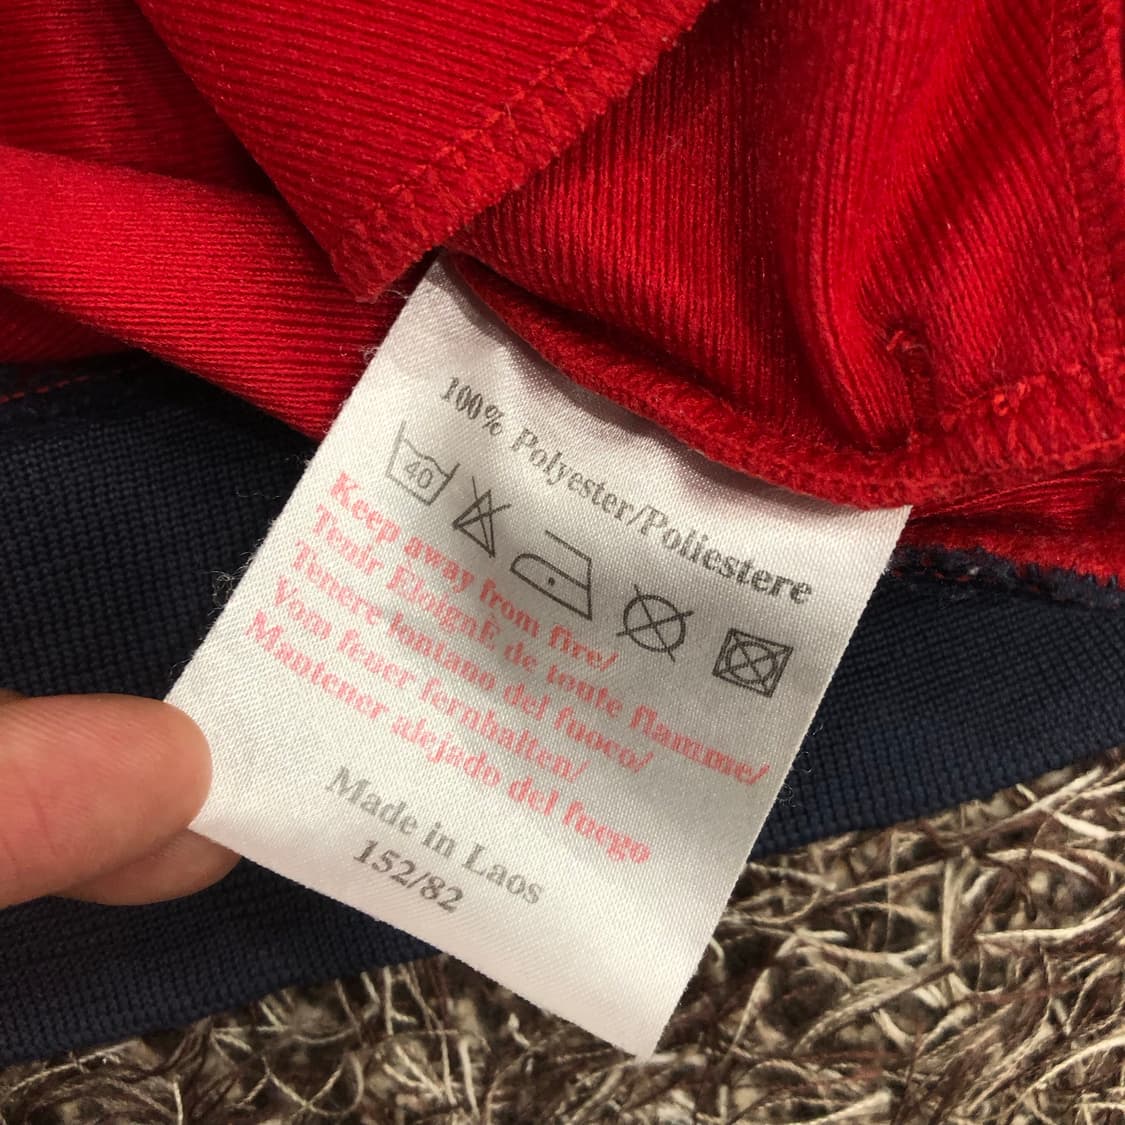 100% Polyester/Poliestere
40
Keep away from fire/
Tenir EloignÈ de toute flamme/
Tenere lontano del fuoco/
Vom feuer fernhalten/
Mantener alejado del fuego
Made in Laos
152/82